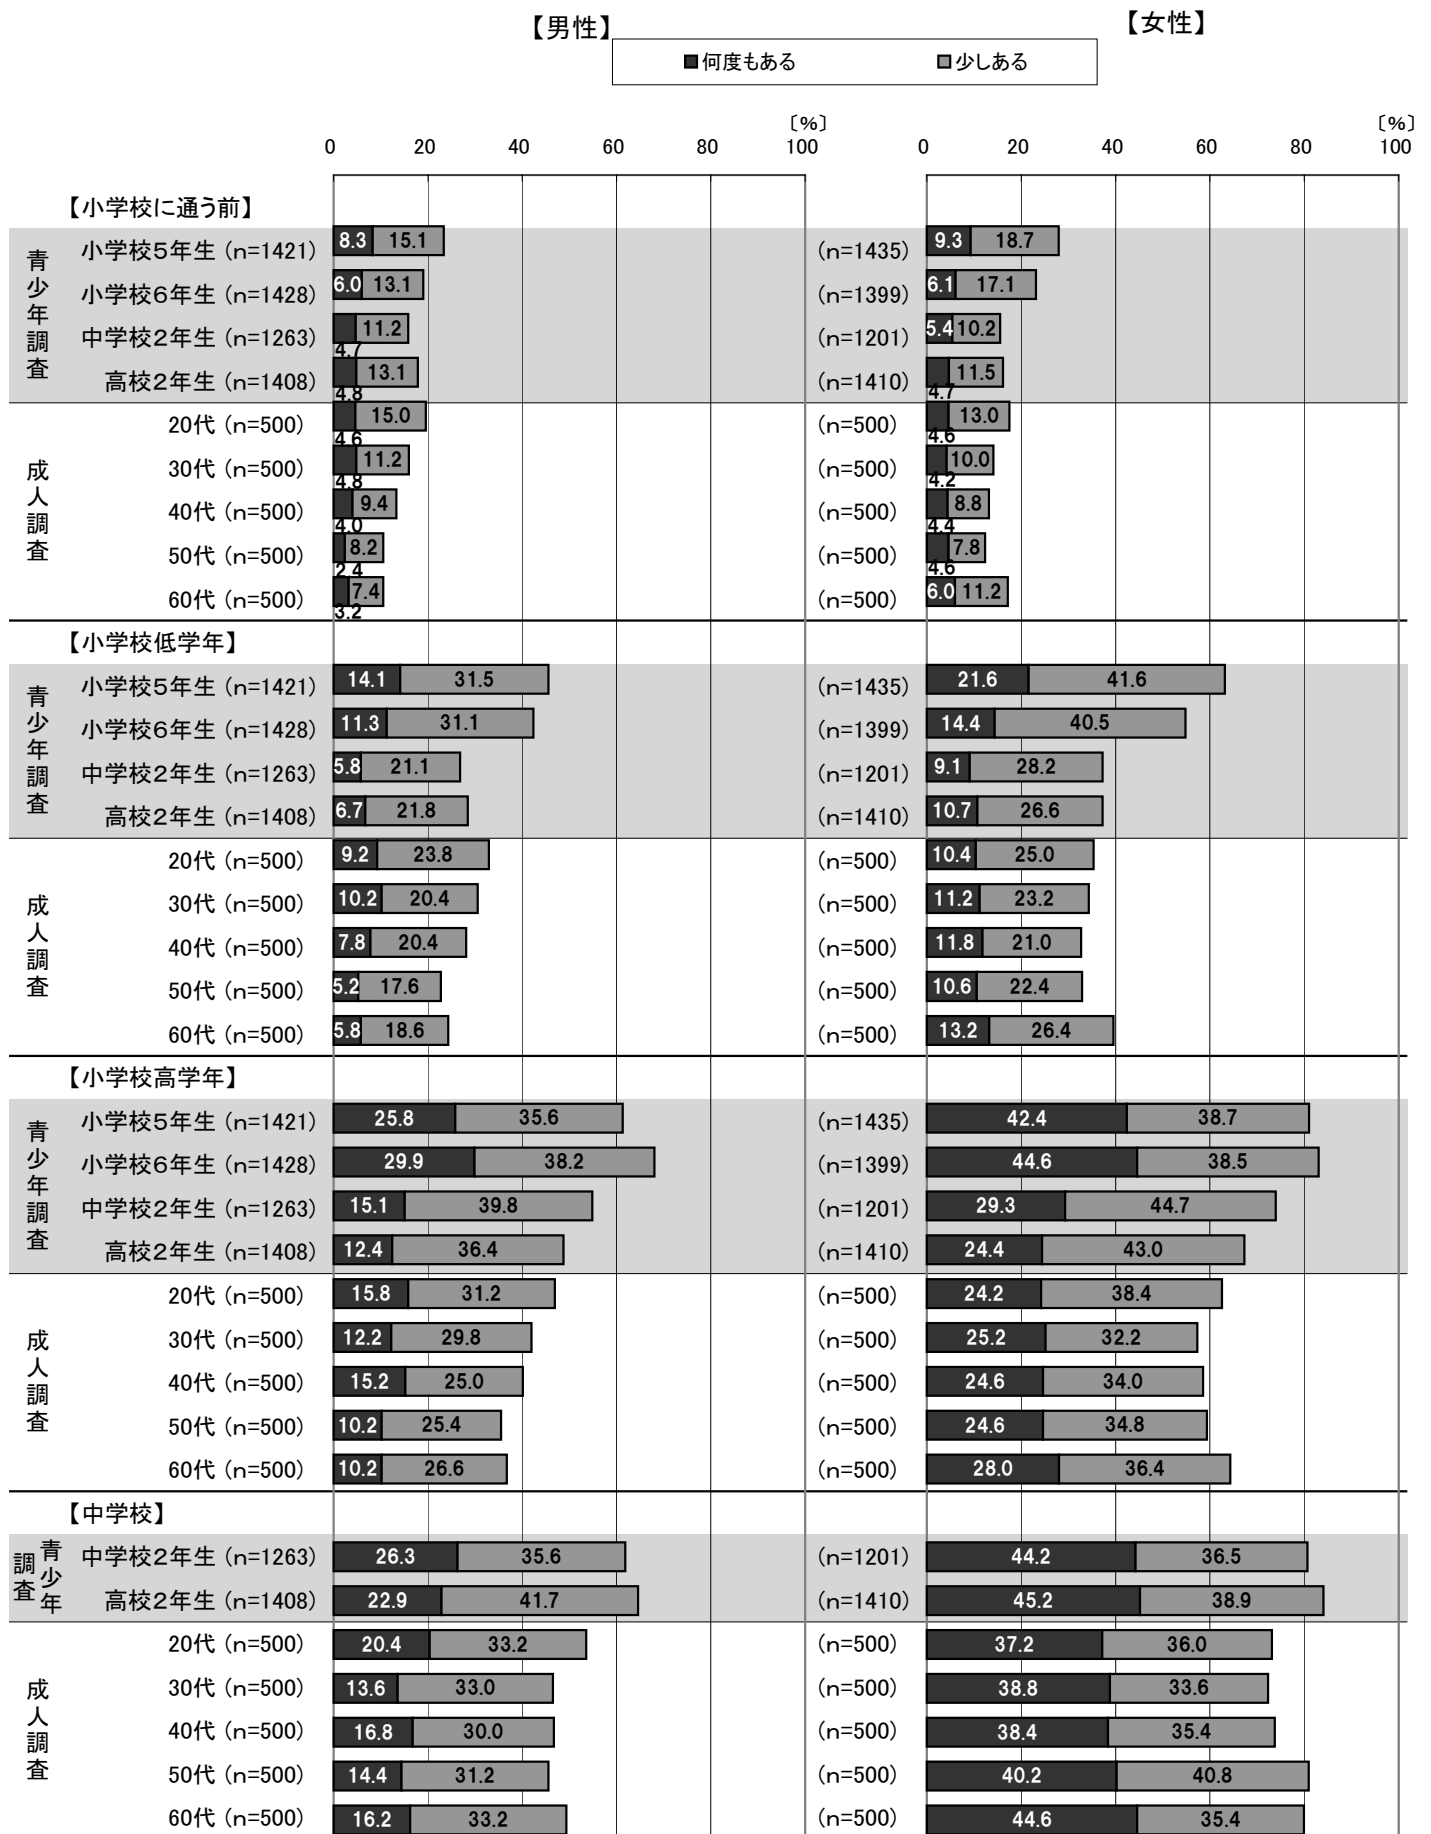 【男性】
【女性】
何度もある 少しある
〔%〕 〔%〕
0 20 40 60 80 100 0 20 40 60 80 100
【小学校に通う前】
青少年調査
小学校5年生 (n=1421) 8.3 15.1 (n=1435) 9.3 18.7
小学校6年生 (n=1428) 6.0 13.1 (n=1399) 6.1 17.1
中学校2年生 (n=1263) 4.7 11.2 (n=1201) 5.4 10.2
高校2年生 (n=1408) 4.8 13.1 (n=1410) 4.7 11.5
成人調査
20代 (n=500) 4.6 15.0 (n=500) 4.6 13.0
30代 (n=500) 4.8 11.2 (n=500) 4.2 10.0
40代 (n=500) 4.0 9.4 (n=500) 4.4 8.8
50代 (n=500) 2.4 8.2 (n=500) 4.6 7.8
60代 (n=500) 3.2 7.4 (n=500) 6.0 11.2
【小学校低学年】
青少年調査
小学校5年生 (n=1421) 14.1 31.5 (n=1435) 21.6 41.6
小学校6年生 (n=1428) 11.3 31.1 (n=1399) 14.4 40.5
中学校2年生 (n=1263) 5.8 21.1 (n=1201) 9.1 28.2
高校2年生 (n=1408) 6.7 21.8 (n=1410) 10.7 26.6
成人調査
20代 (n=500) 9.2 23.8 (n=500) 10.4 25.0
30代 (n=500) 10.2 20.4 (n=500) 11.2 23.2
40代 (n=500) 7.8 20.4 (n=500) 11.8 21.0
50代 (n=500) 5.2 17.6 (n=500) 10.6 22.4
60代 (n=500) 5.8 18.6 (n=500) 13.2 26.4
【小学校高学年】
青少年調査
小学校5年生 (n=1421) 25.8 35.6 (n=1435) 42.4 38.7
小学校6年生 (n=1428) 29.9 38.2 (n=1399) 44.6 38.5
中学校2年生 (n=1263) 15.1 39.8 (n=1201) 29.3 44.7
高校2年生 (n=1408) 12.4 36.4 (n=1410) 24.4 43.0
成人調査
20代 (n=500) 15.8 31.2 (n=500) 24.2 38.4
30代 (n=500) 12.2 29.8 (n=500) 25.2 32.2
40代 (n=500) 15.2 25.0 (n=500) 24.6 34.0
50代 (n=500) 10.2 25.4 (n=500) 24.6 34.8
60代 (n=500) 10.2 26.6 (n=500) 28.0 36.4
【中学校】
青少年調査
中学校2年生 (n=1263) 26.3 35.6 (n=1201) 44.2 36.5
高校2年生 (n=1408) 22.9 41.7 (n=1410) 45.2 38.9
成人調査
20代 (n=500) 20.4 33.2 (n=500) 37.2 36.0
30代 (n=500) 13.6 33.0 (n=500) 38.8 33.6
40代 (n=500) 16.8 30.0 (n=500) 38.4 35.4
50代 (n=500) 14.4 31.2 (n=500) 40.2 40.8
60代 (n=500) 16.2 33.2 (n=500) 44.6 35.4